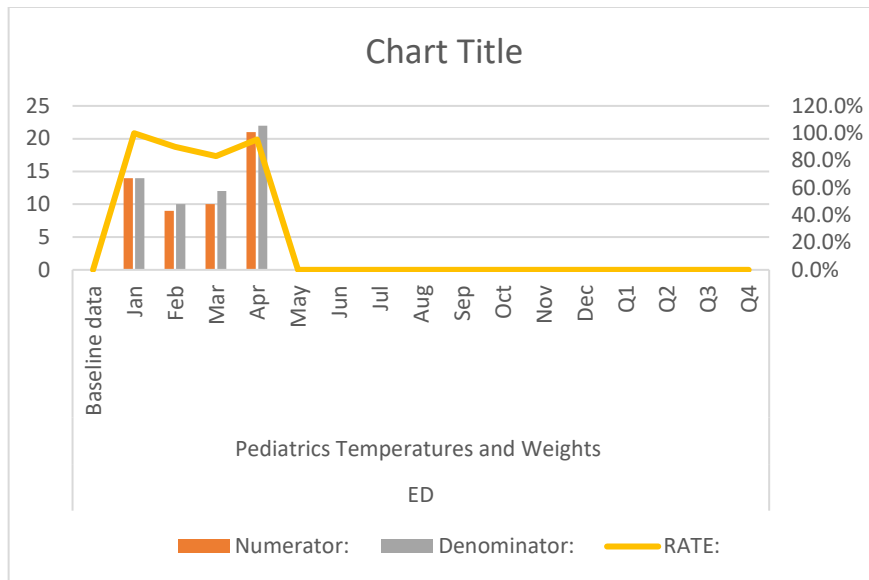 Chart Title
25
20
15
10
5
0
120.0%
100.0%
80.0%
60.0%
40.0%
20.0%
0.0%
Baseline data
Jan
Feb
Mar
Apr
May
Jun
Jul
Aug
Sep
Oct
Nov
Dec
Q1
Q2
Q3
Q4
Pediatrics Temperatures and Weights
ED
Numerator: Denominator: RATE: